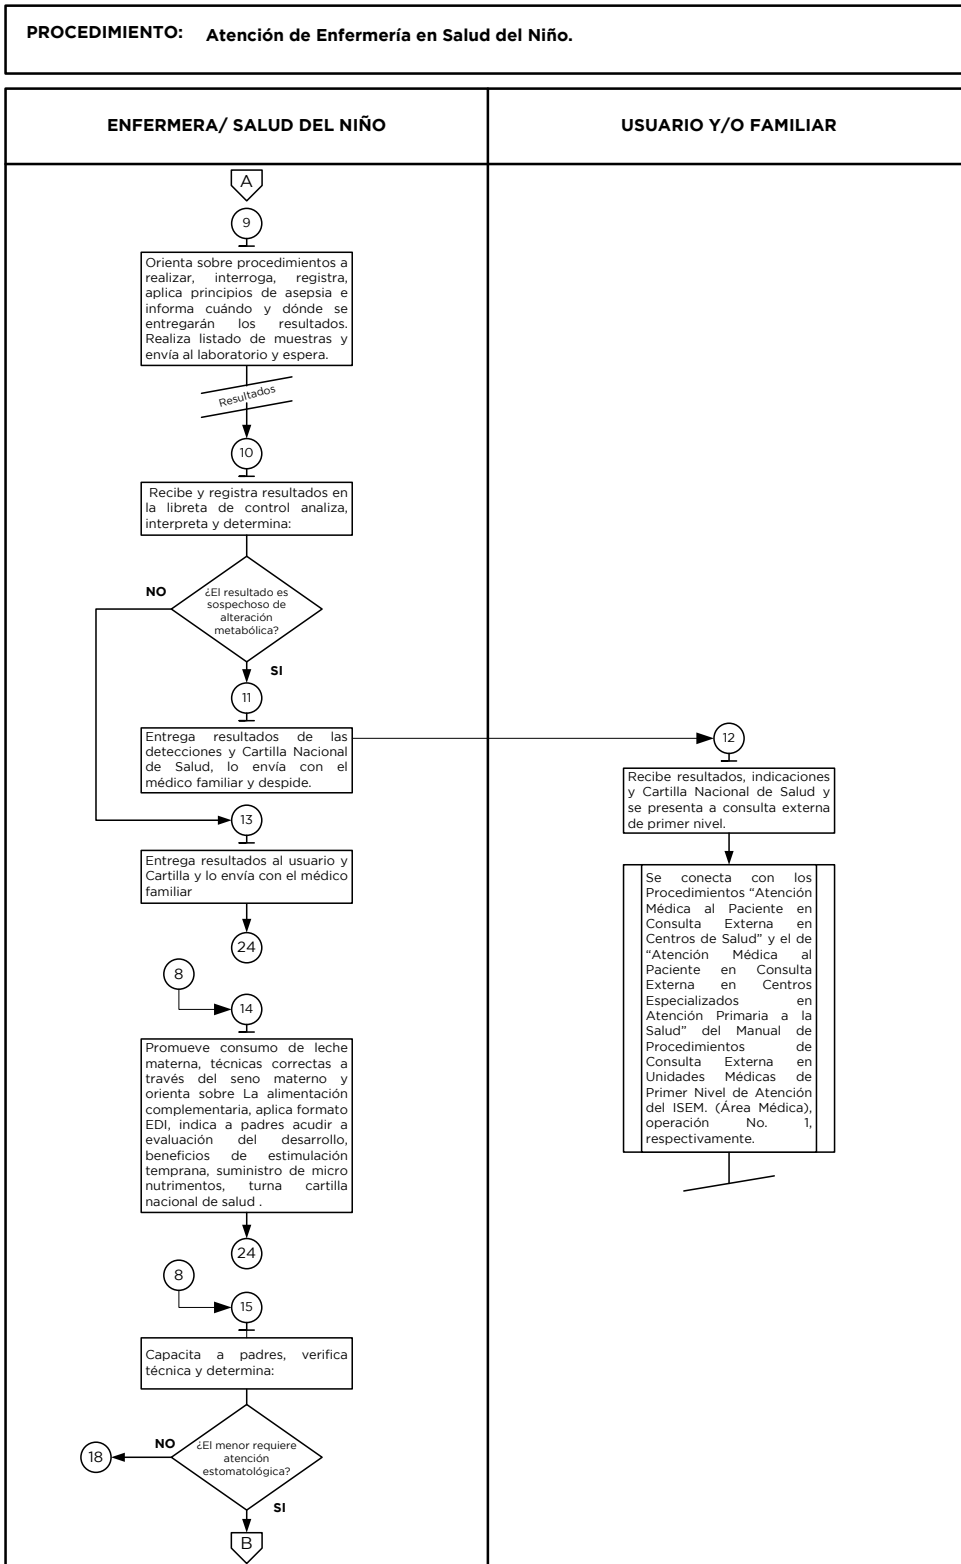 PROCEDIMIENTO: Atención de Enfermería en Salud del Niño.
ENFERMERA/ SALUD DEL NIÑO
USUARIO Y/O FAMILIAR
A
9
Orienta sobre procedimientos a
realizar, interroga, registra,
aplica principios de asepsia e
informa cuándo y dónde se
entregarán los resultados.
Realiza listado de muestras y
envía al laboratorio y espera.
Resultados
10
Recibe y registra resultados en
la libreta de control analiza,
interpreta y determina:
NO
¿El resultado es
sospechoso de
alteración
metabólica?
SI
11
Entrega resultados de las
detecciones y Cartilla Nacional
de Salud, lo envía con el
médico familiar y despide.
12
Recibe resultados, indicaciones
y Cartilla Nacional de Salud y
se presenta a consulta externa
de primer nivel.
Se conecta con los
Procedimientos “Atención
Médica al Paciente en
Consulta Externa en
Centros de Salud” y el de
“Atención Médica al
Paciente en Consulta
Externa en Centros
Especializados en
Atención Primaria a la
Salud” del Manual de
Procedimientos de
Consulta Externa en
Unidades Médicas de
Primer Nivel de Atención
del ISEM. (Área Médica),
operación No. 1,
respectivamente.
13
Entrega resultados al usuario y
Cartilla y lo envía con el médico
familiar
24
8
14
Promueve consumo de leche
materna, técnicas correctas a
través del seno materno y
orienta sobre La alimentación
complementaria, aplica formato
EDI, indica a padres acudir a
evaluación del desarrollo,
beneficios de estimulación
temprana, suministro de micro
nutrimentos, turna cartilla
nacional de salud .
24
8
15
Capacita a padres, verifica
técnica y determina:
18
NO
¿El menor requiere
atención
estomatológica?
SI
B